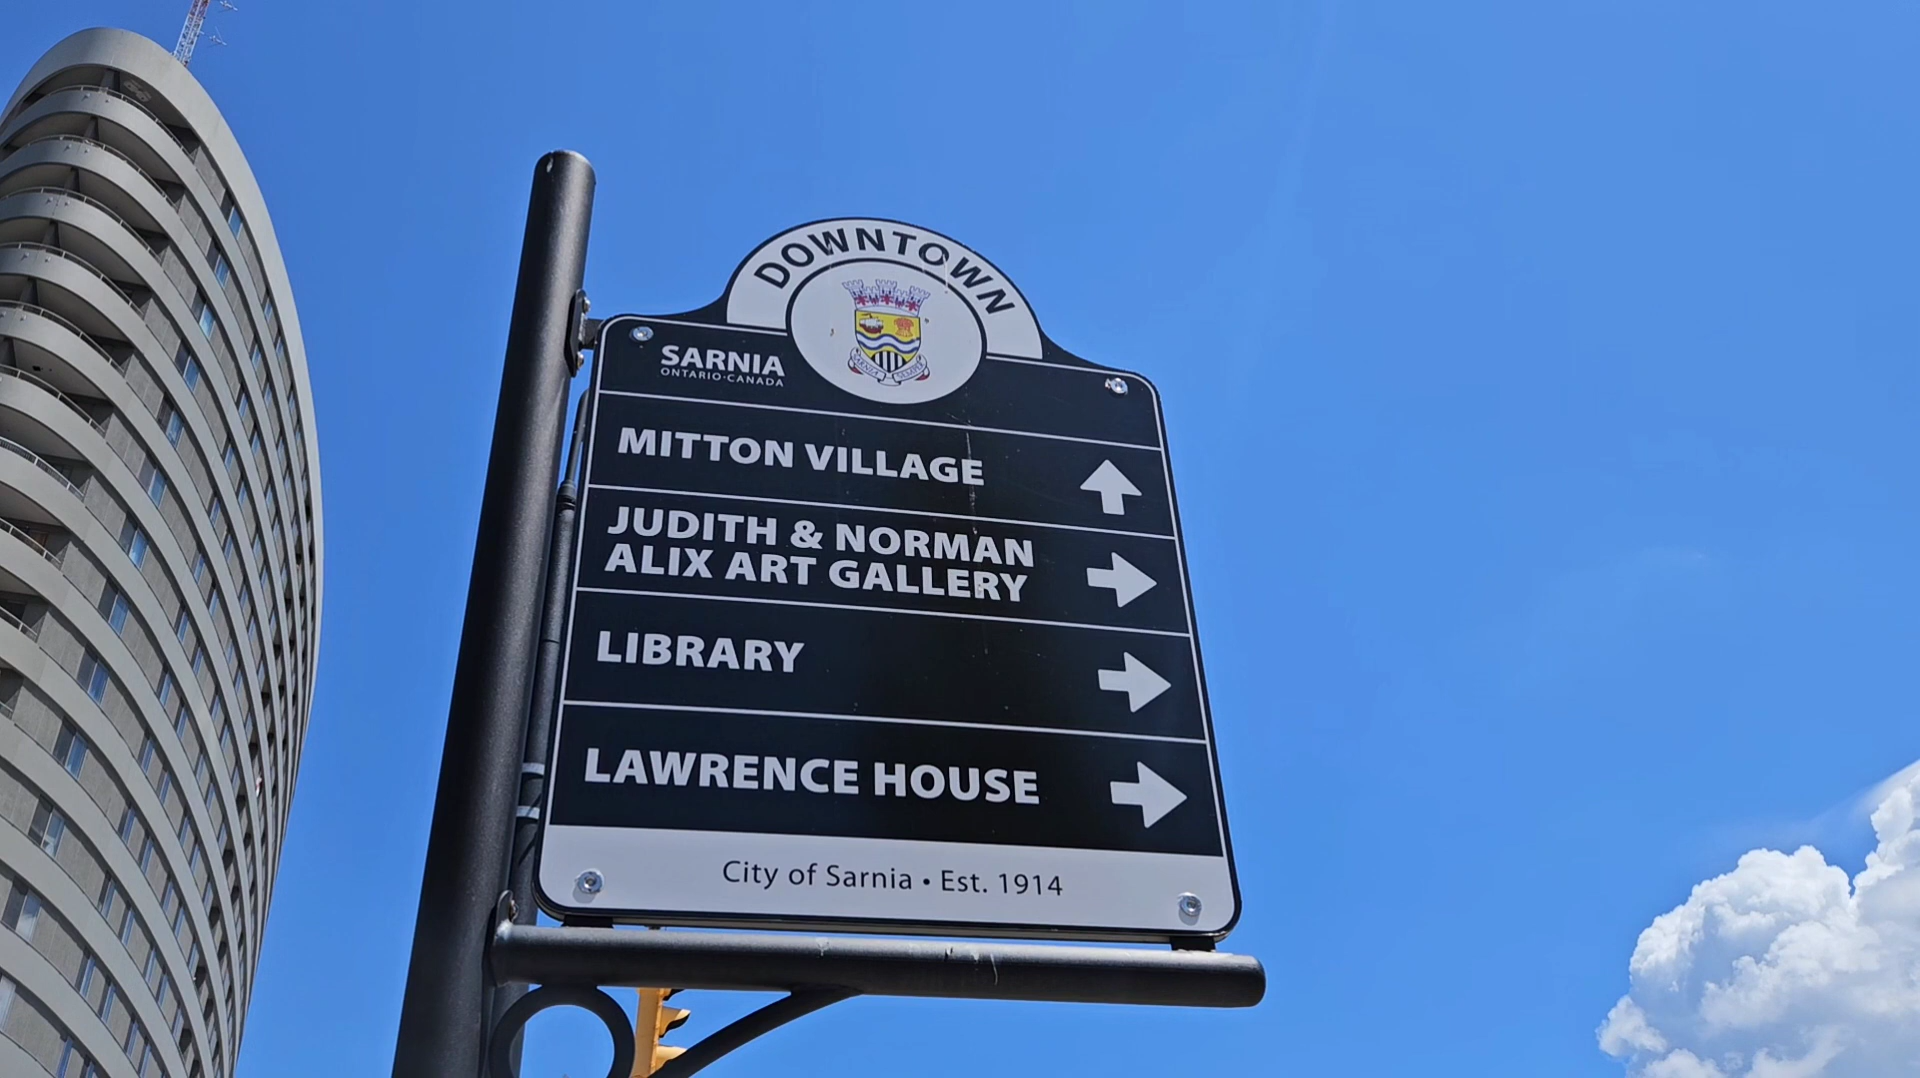 DOWNTOWN
SARNIA
ONTARIO·CANADA
MITTON VILLAGE
JUDITH & NORMAN
ALIX ART GALLERY
LIBRARY
LAWRENCE HOUSE
City of Sarnia • Est. 1914